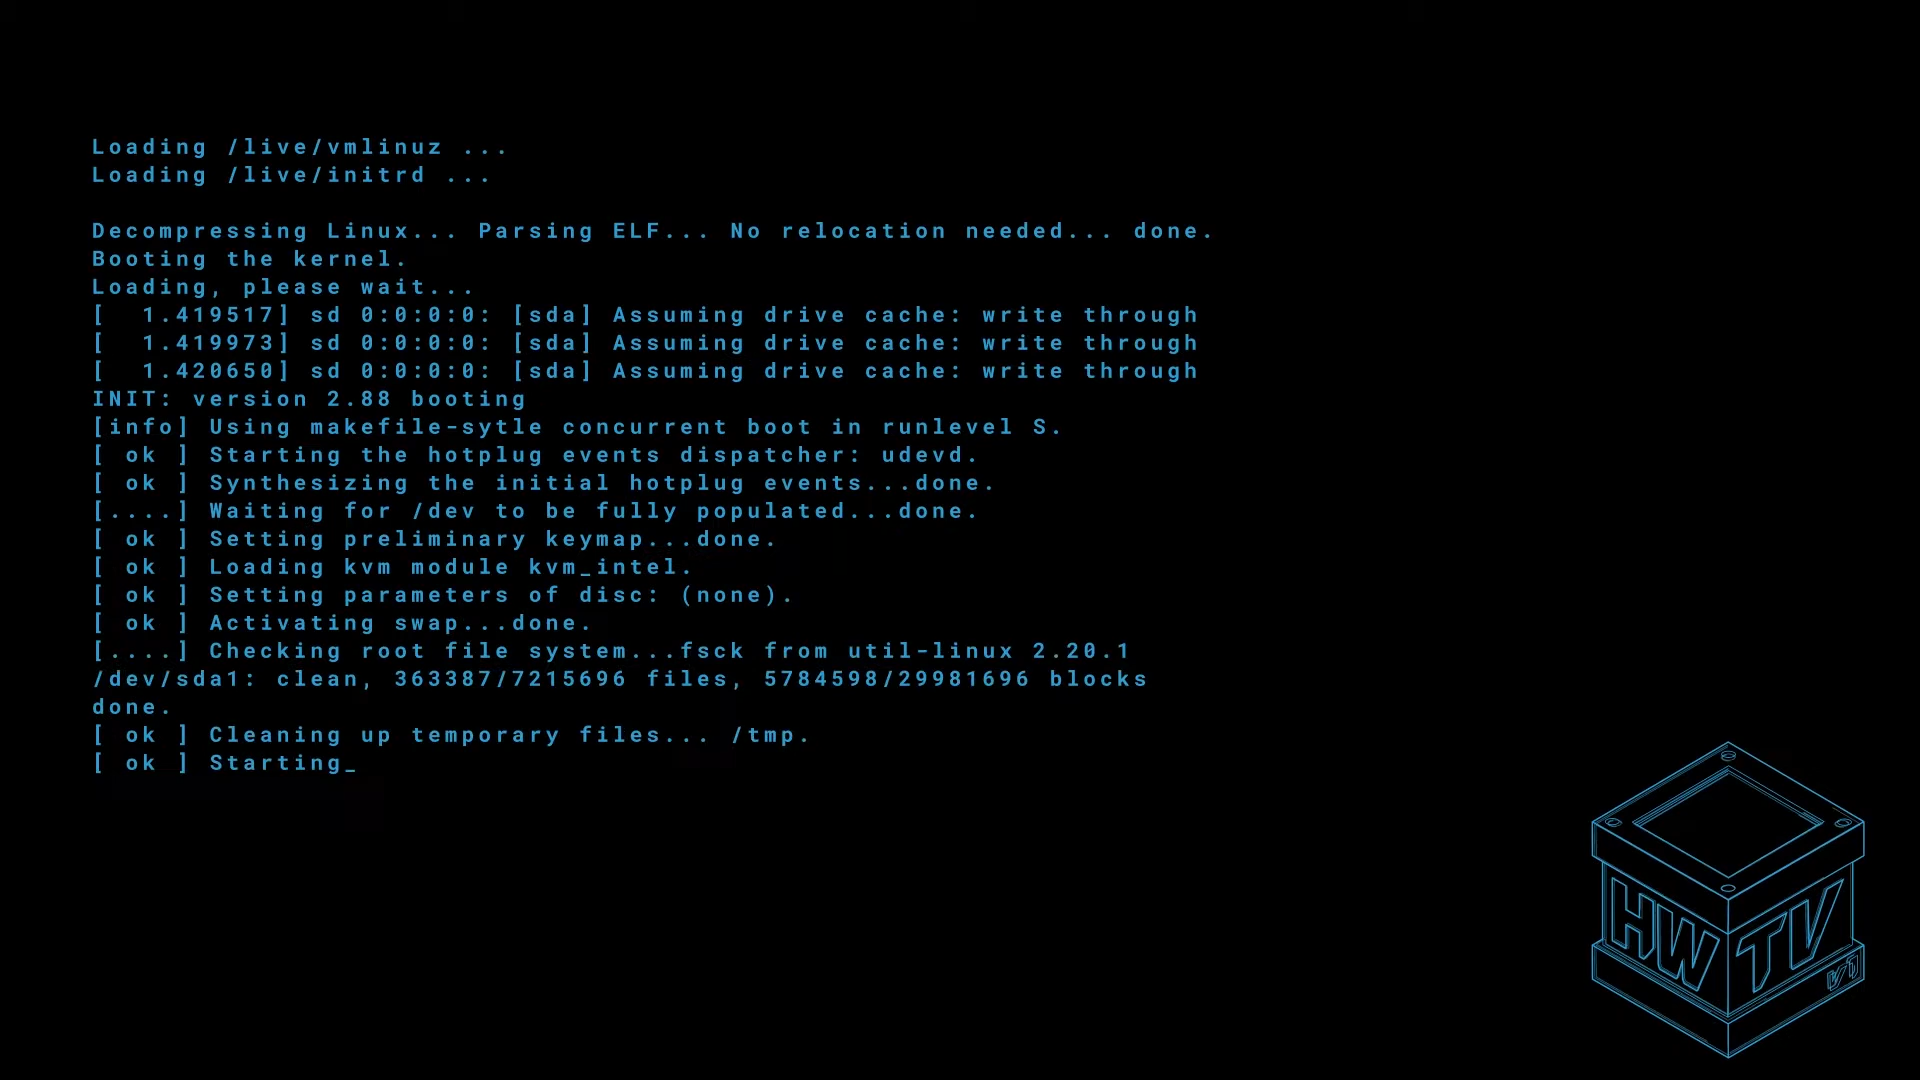 Loading /live/vmlinuz ...
Loading /live/initrd ...
Decompressing Linux... Parsing ELF... No relocation needed... done.
Booting the kernel.
Loading, please wait...
[  1.419517] sd 0:0:0:0: [sda] Assuming drive cache: write through
[  1.419973] sd 0:0:0:0: [sda] Assuming drive cache: write through
[  1.420650] sd 0:0:0:0: [sda] Assuming drive cache: write through
INIT: version 2.88 booting
[info] Using makefile-sytle concurrent boot in runlevel S.
[ ok ] Starting the hotplug events dispatcher: udevd.
[ ok ] Synthesizing the initial hotplug events...done.
[....] Waiting for /dev to be fully populated...done.
[ ok ] Setting preliminary keymap...done.
[ ok ] Loading kvm module kvm_intel.
[ ok ] Setting parameters of disc: (none).
[ ok ] Activating swap...done.
[....] Checking root file system...fsck from util-linux 2.20.1
/dev/sda1: clean, 363387/7215696 files, 5784598/29981696 blocks
done.
[ ok ] Cleaning up temporary files... /tmp.
[ ok ] Starting_
HW TV